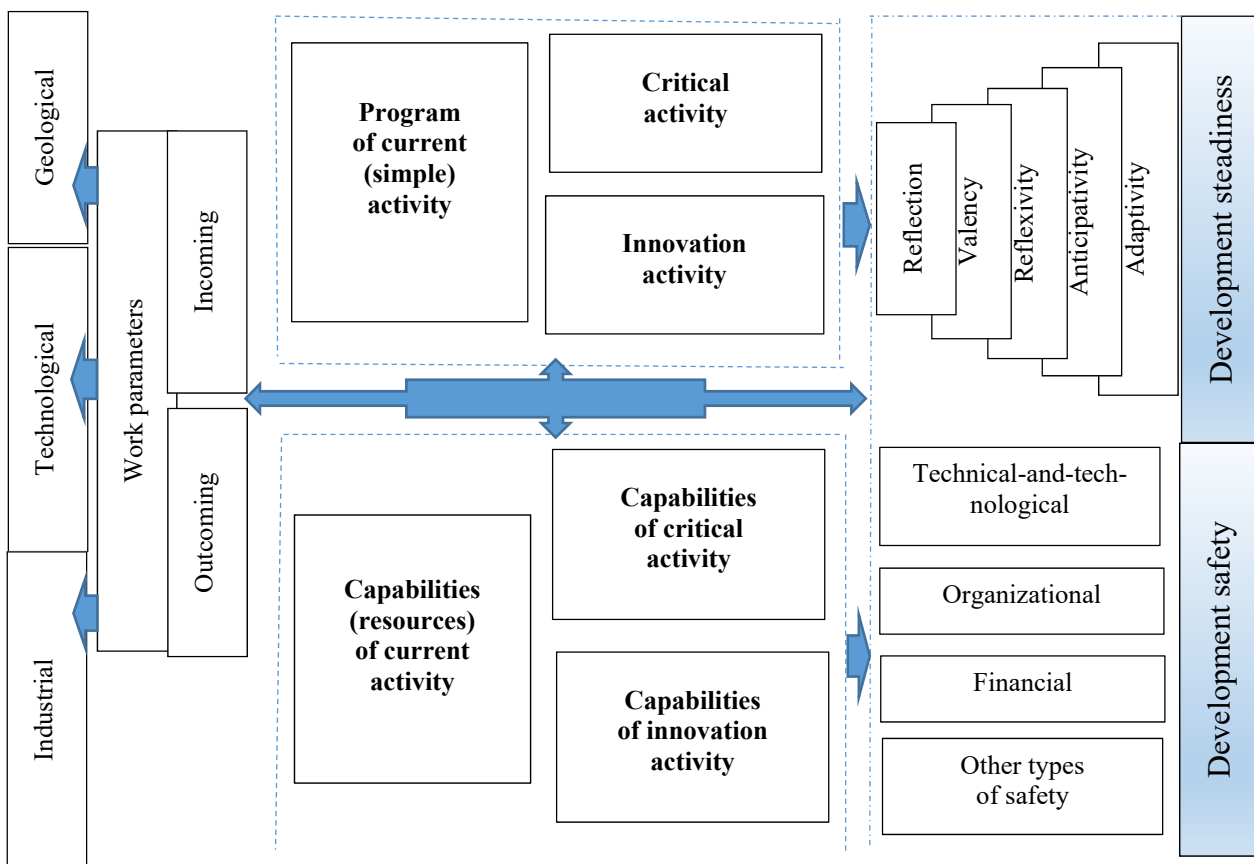 Geological
Technological
Industrial
Work parameters
Incoming
Outcoming
Program
of current
(simple)
activity
Critical
activity
Innovation
activity
Capabilities
(resources)
of current
activity
Capabilities
of critical
activity
Capabilities
of innovation
activity
Reflection
Valency
Reflexivity
Anticipativity
Adaptivity
Technical-and-tech-
nological
Organizational
Financial
Other types
of safety
Development steadiness
Development safety